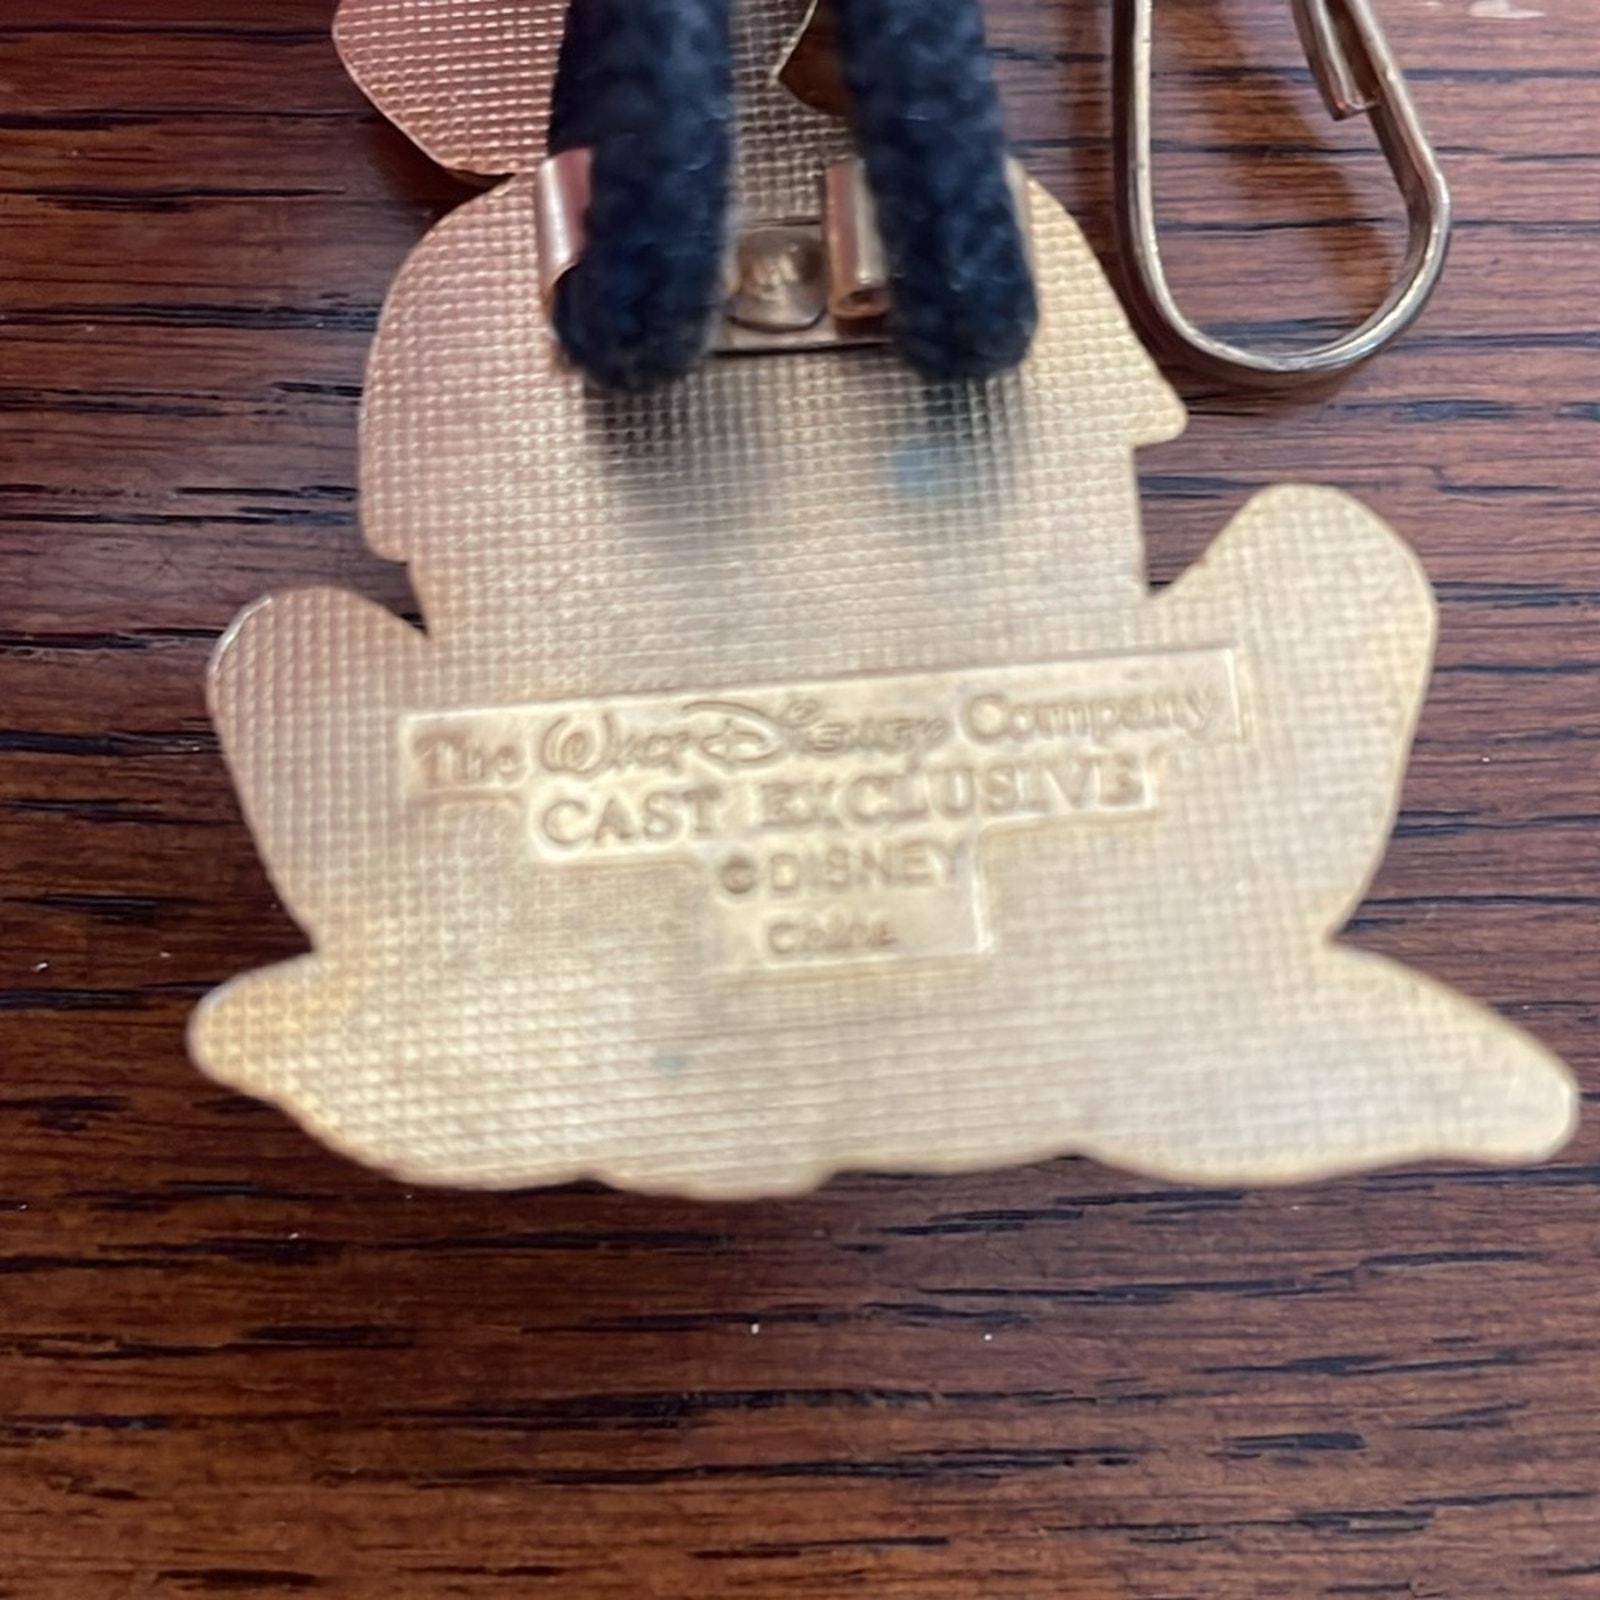 The Walt Disney Company
CAST EXCLUSIVE
©DISNEY
China